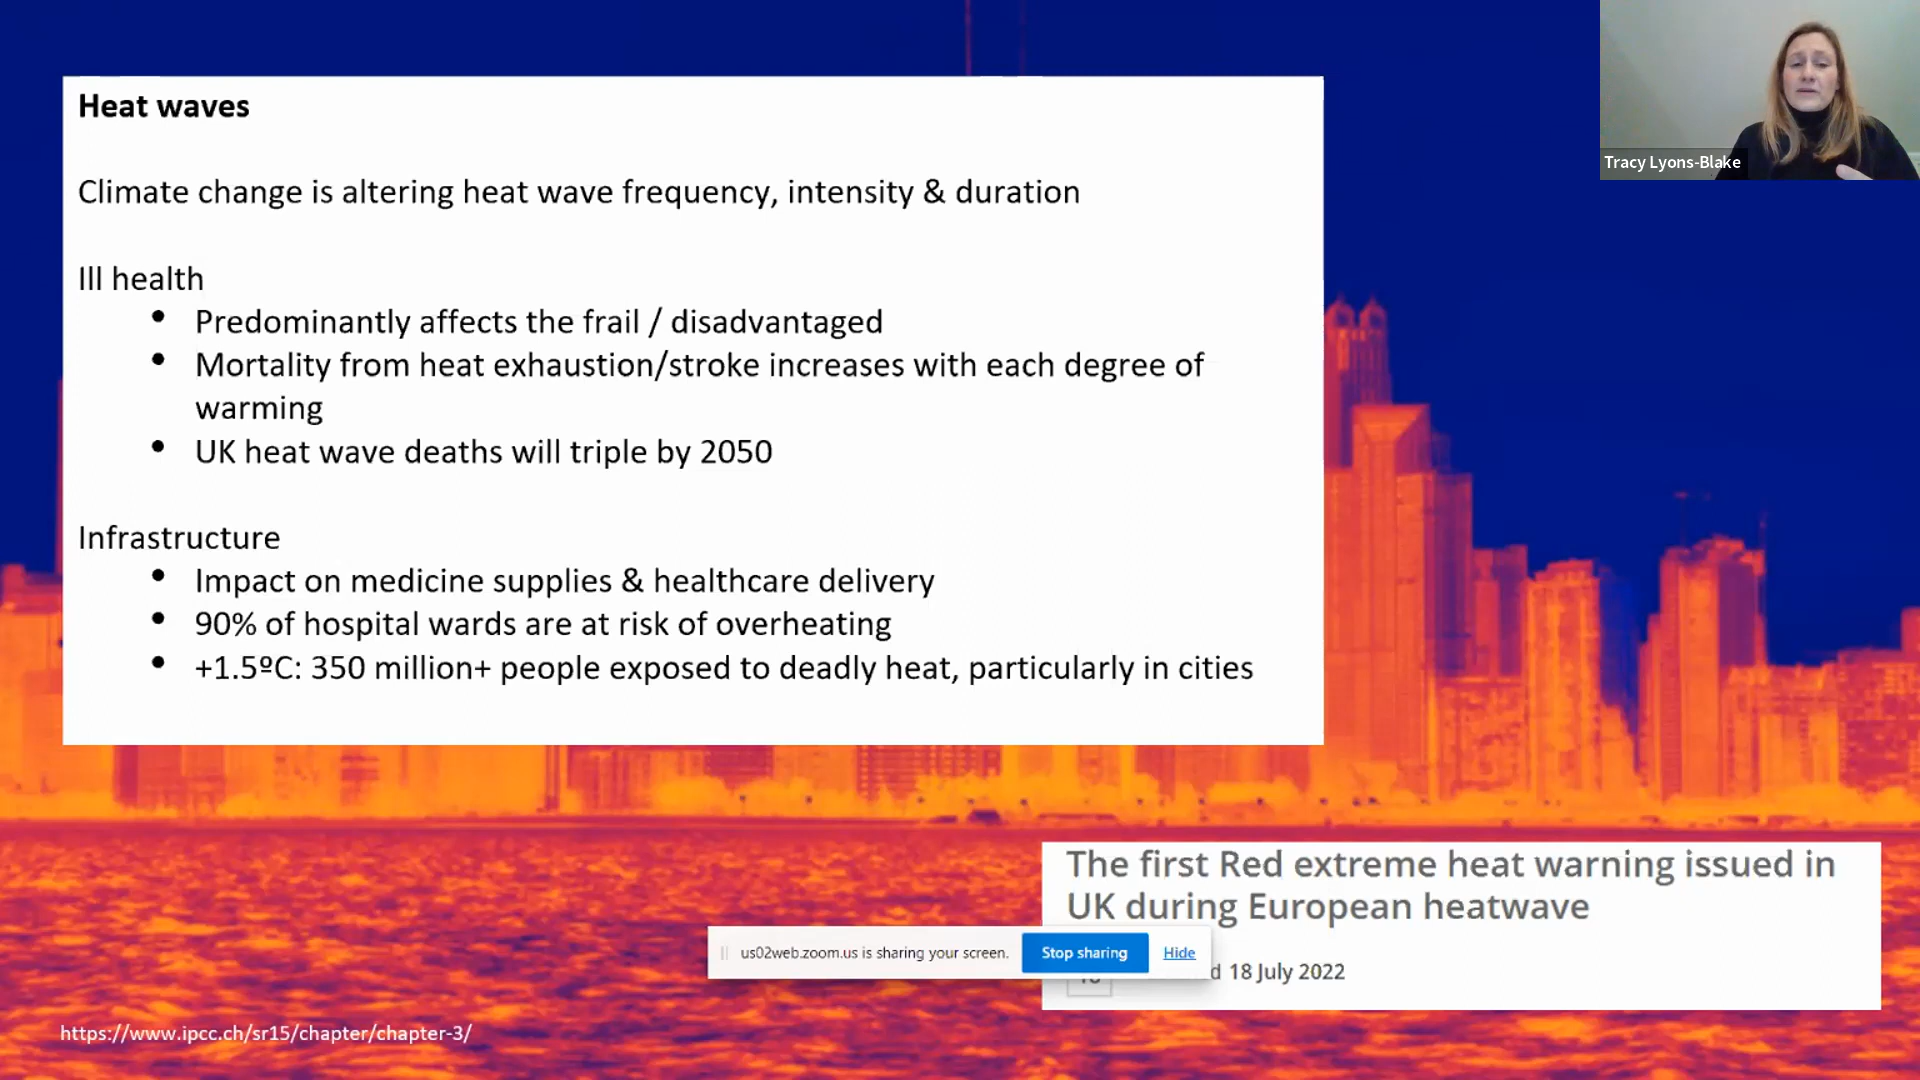 Heat waves
Climate change is altering heat wave frequency, intensity & duration
Ill health
• Predominantly affects the frail / disadvantaged
• Mortality from heat exhaustion/stroke increases with each degree of
warming
• UK heat wave deaths will triple by 2050
Infrastructure
• Impact on medicine supplies & healthcare delivery
• 90% of hospital wards are at risk of overheating
• +1.5ºC: 350 million+ people exposed to deadly heat, particularly in cities
Tracy Lyons-Blake
The first Red extreme heat warning issued in
UK during European heatwave
18 July 2022
us02web.zoom.us is sharing your screen.
Stop sharing
Hide
https://www.ipcc.ch/sr15/chapter/chapter-3/